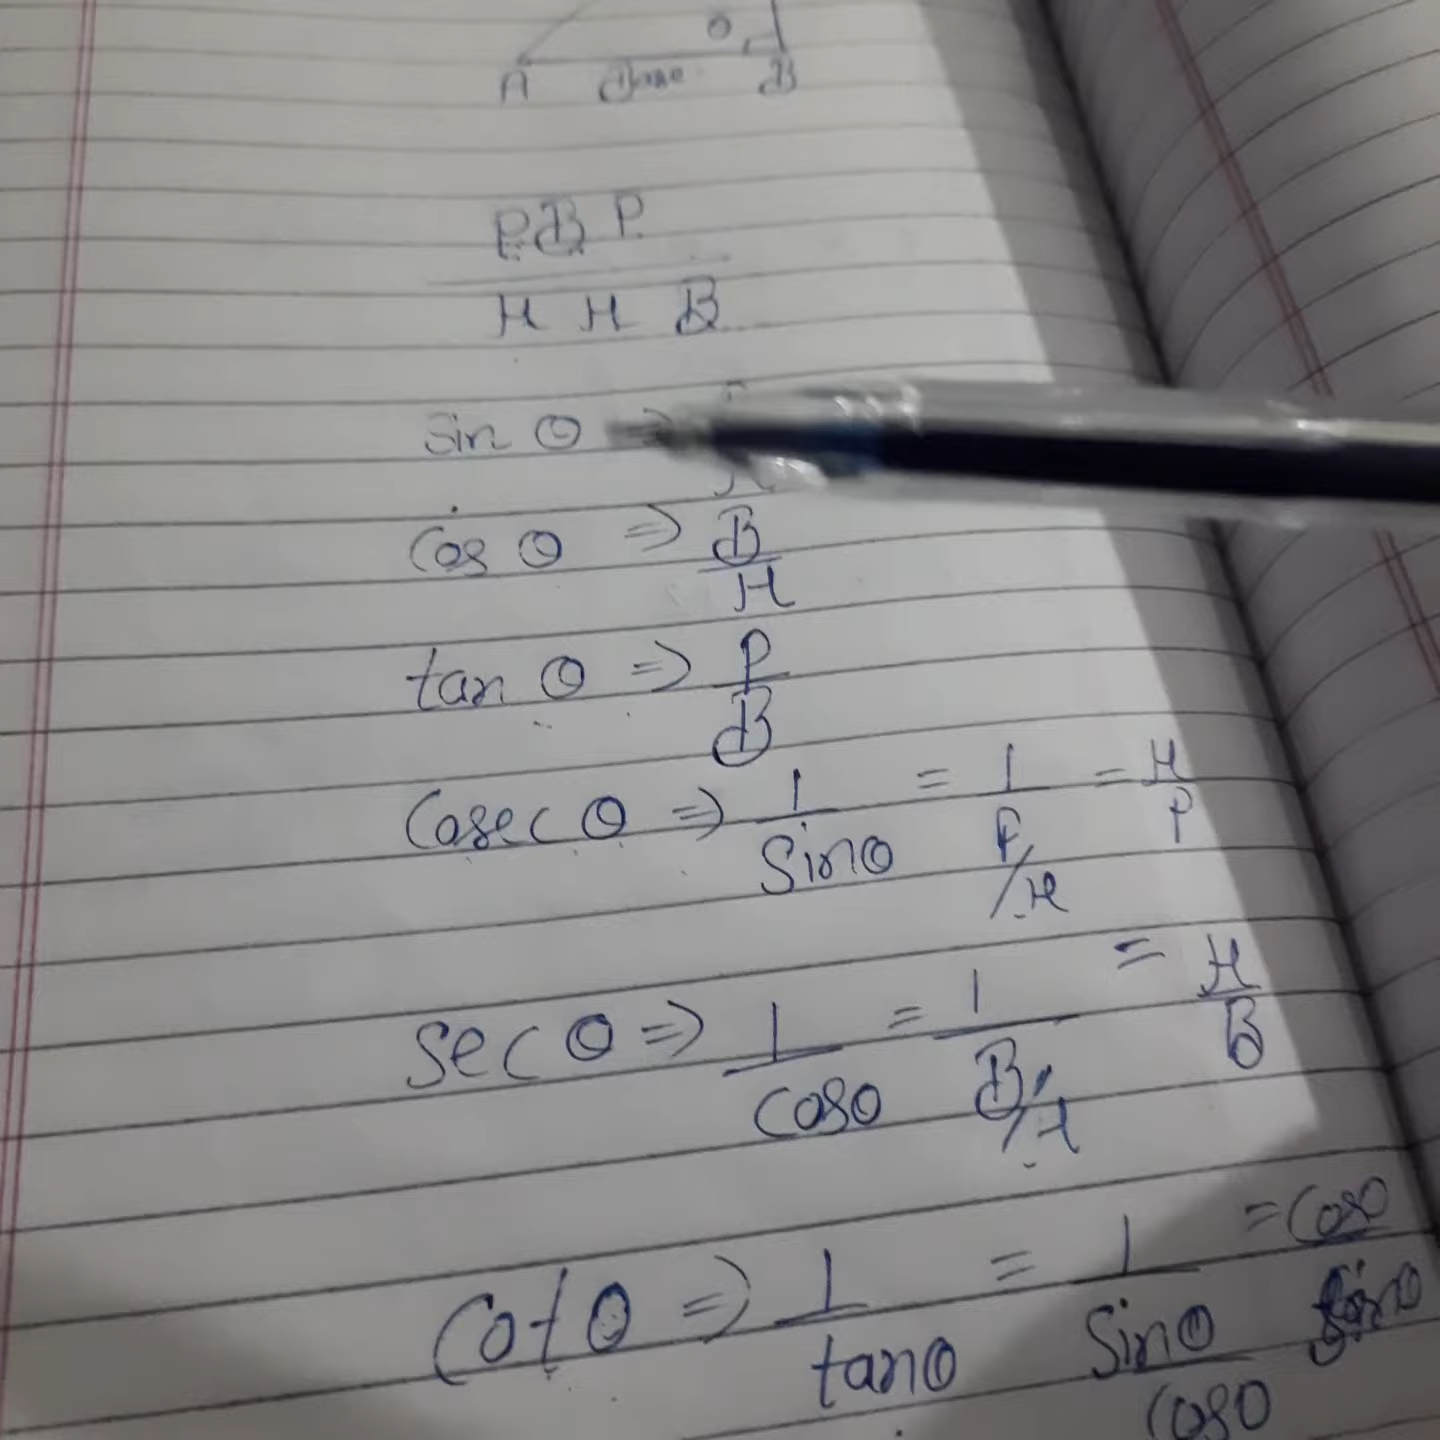 θ
A Base B
P B P
H H B
sin θ ⇒
cos θ ⇒ B/H
tan θ ⇒ P/B
Cosec θ ⇒ 1/sinθ = 1/P/H = H/P
sec θ ⇒ 1/cosθ = 1/B/H = H/B
Cot θ ⇒ 1/tanθ = 1/sinθ/cosθ = cosθ/sinθ